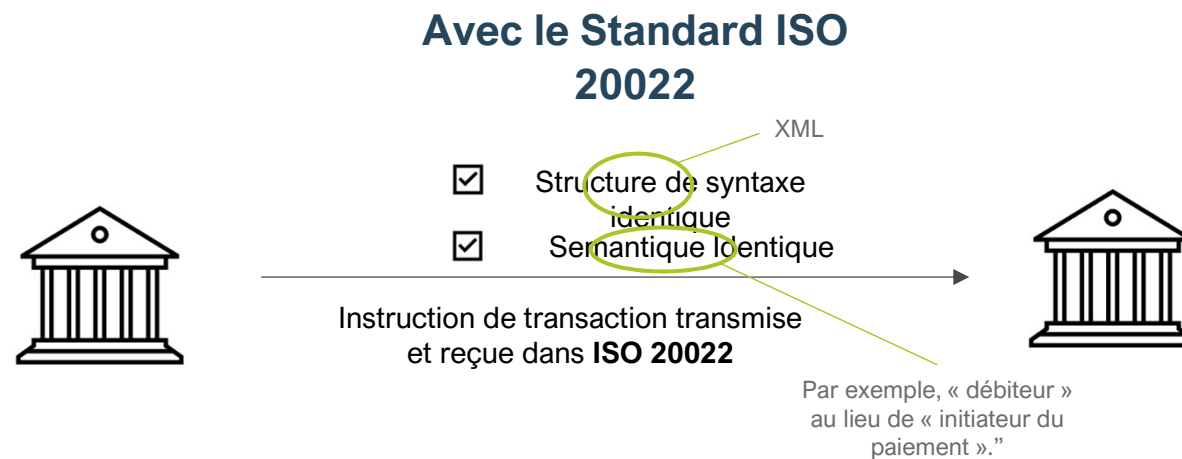 Avec le Standard ISO
20022
XML
Structure de syntaxe
identique
Semantique Identique
Instruction de transaction transmise
et reçue dans ISO 20022
Par exemple, « débiteur »
au lieu de « initiateur du
paiement ».”